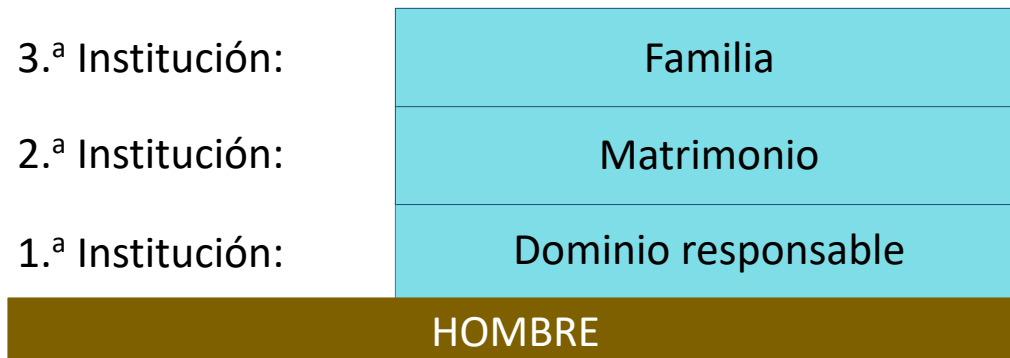 3.ª Institución: Familia
2.ª Institución: Matrimonio
1.ª Institución: Dominio responsable
HOMBRE